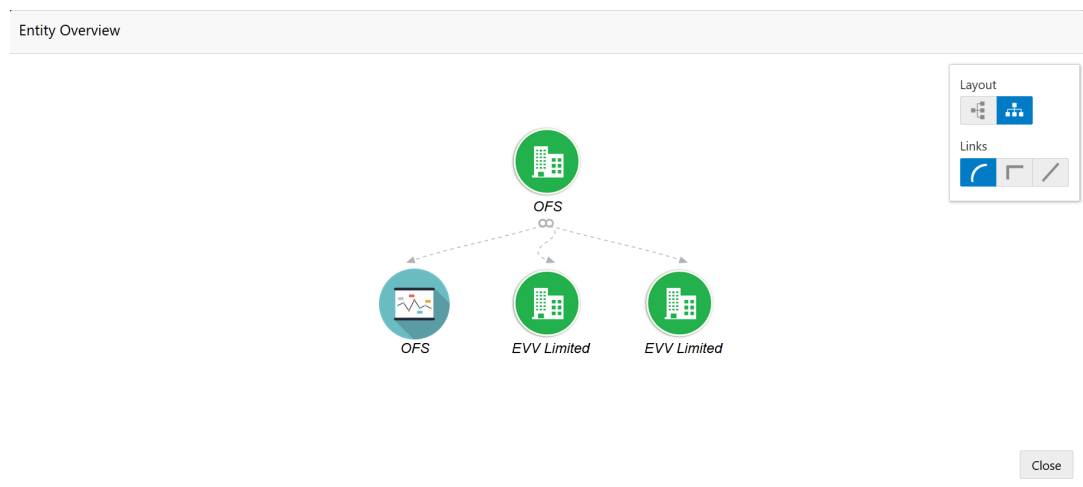 Entity Overview
Layout
Links
OFS
OFS
EVV Limited
EVV Limited
Close